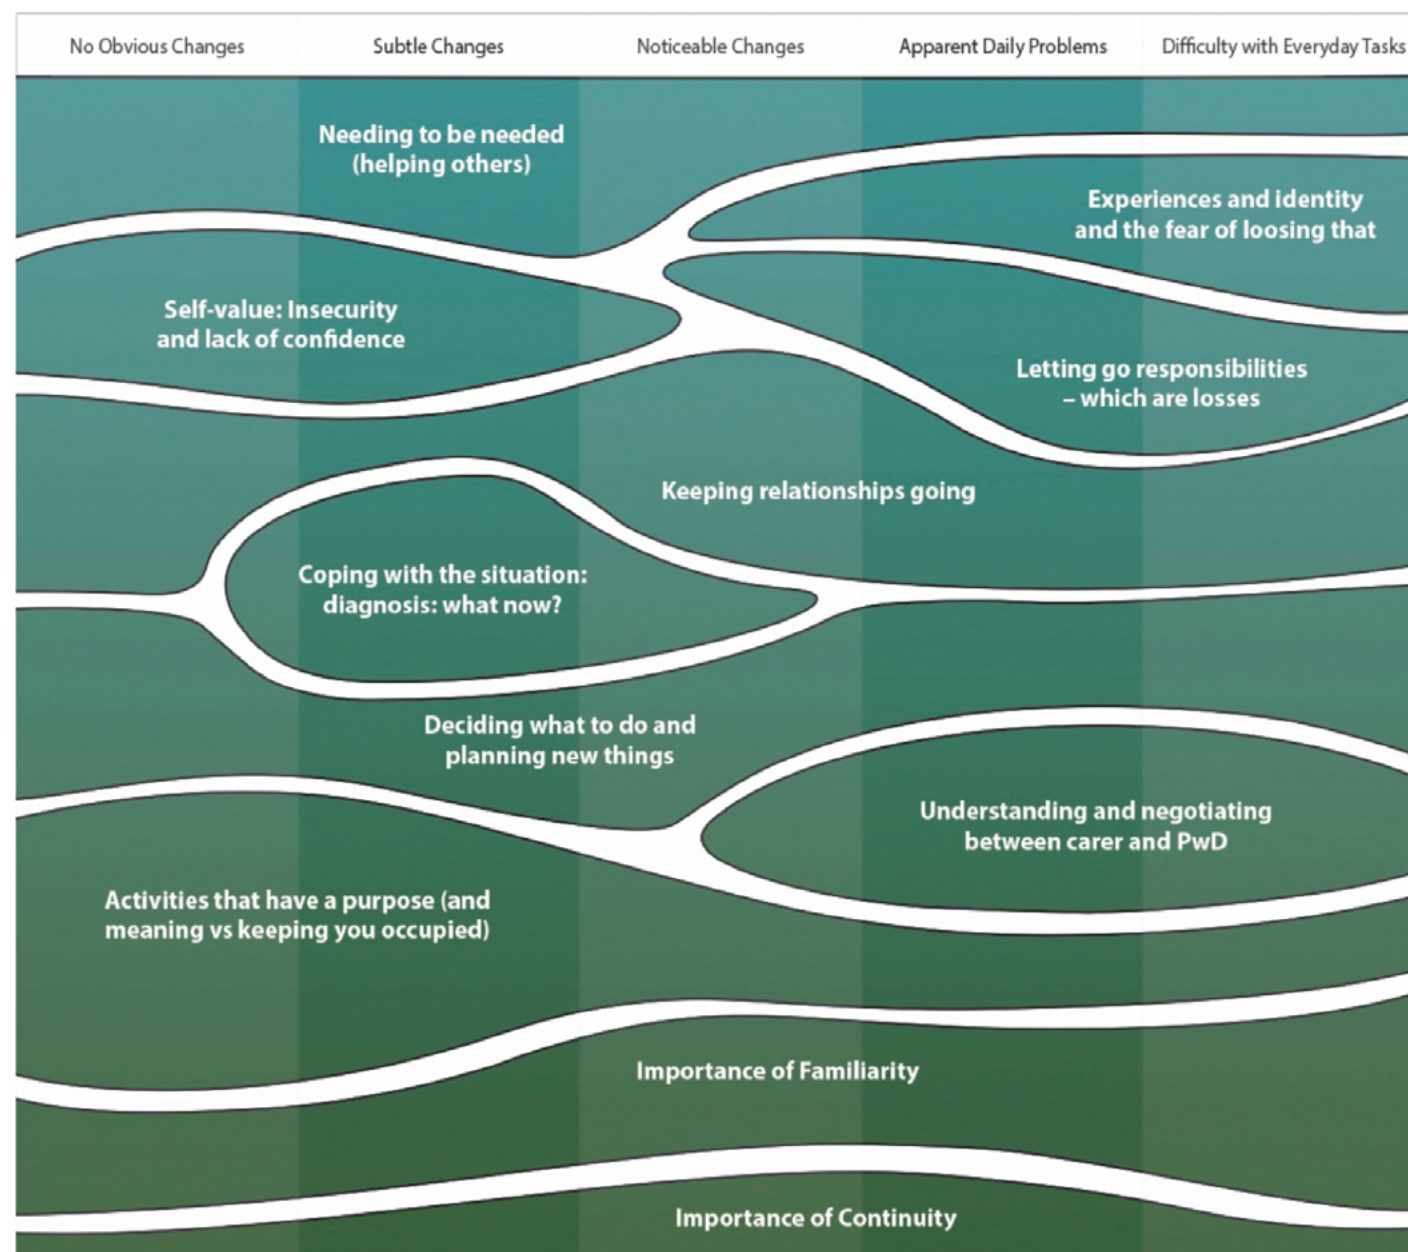 No Obvious Changes
Subtle Changes
Noticeable Changes
Apparent Daily Problems
Difficulty with Everyday Tasks
Needing to be needed
(helping others)
Experiences and identity
and the fear of loosing that
Self-value: Insecurity
and lack of confidence
Letting go responsibilities
– which are losses
Keeping relationships going
Coping with the situation:
diagnosis: what now?
Deciding what to do and
planning new things
Understanding and negotiating
between carer and PwD
Activities that have a purpose (and
meaning vs keeping you occupied)
Importance of Familiarity
Importance of Continuity